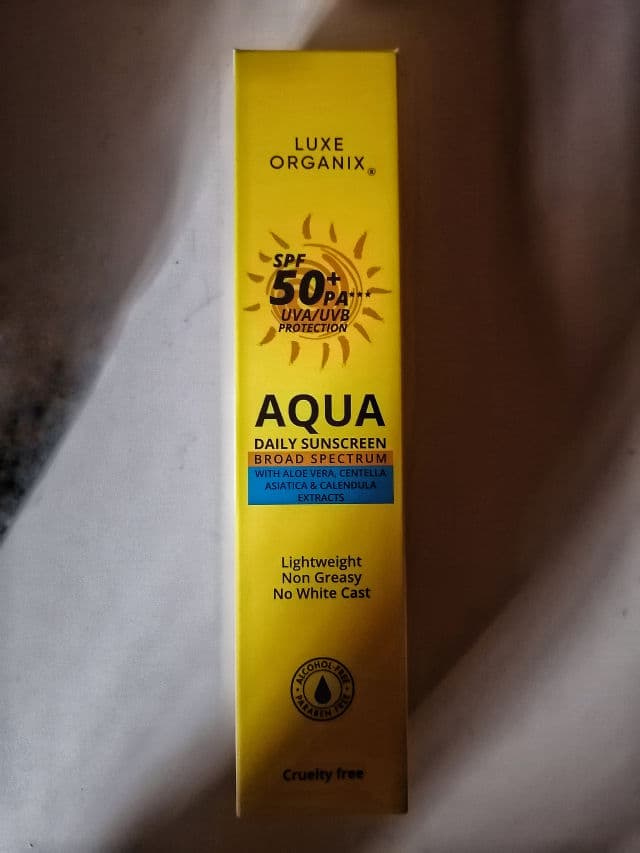 LUXE
ORGANIX®
SPF
50+
PA***
UVA/UVB
PROTECTION
AQUA
DAILY SUNSCREEN
BROAD SPECTRUM
WITH ALOE VERA, CENTELLA
ASIATICA & CALENDULA
EXTRACTS
Lightweight
Non Greasy
No White Cast
ALCOHOL-FREE
PARABEN FREE
Cruelty free